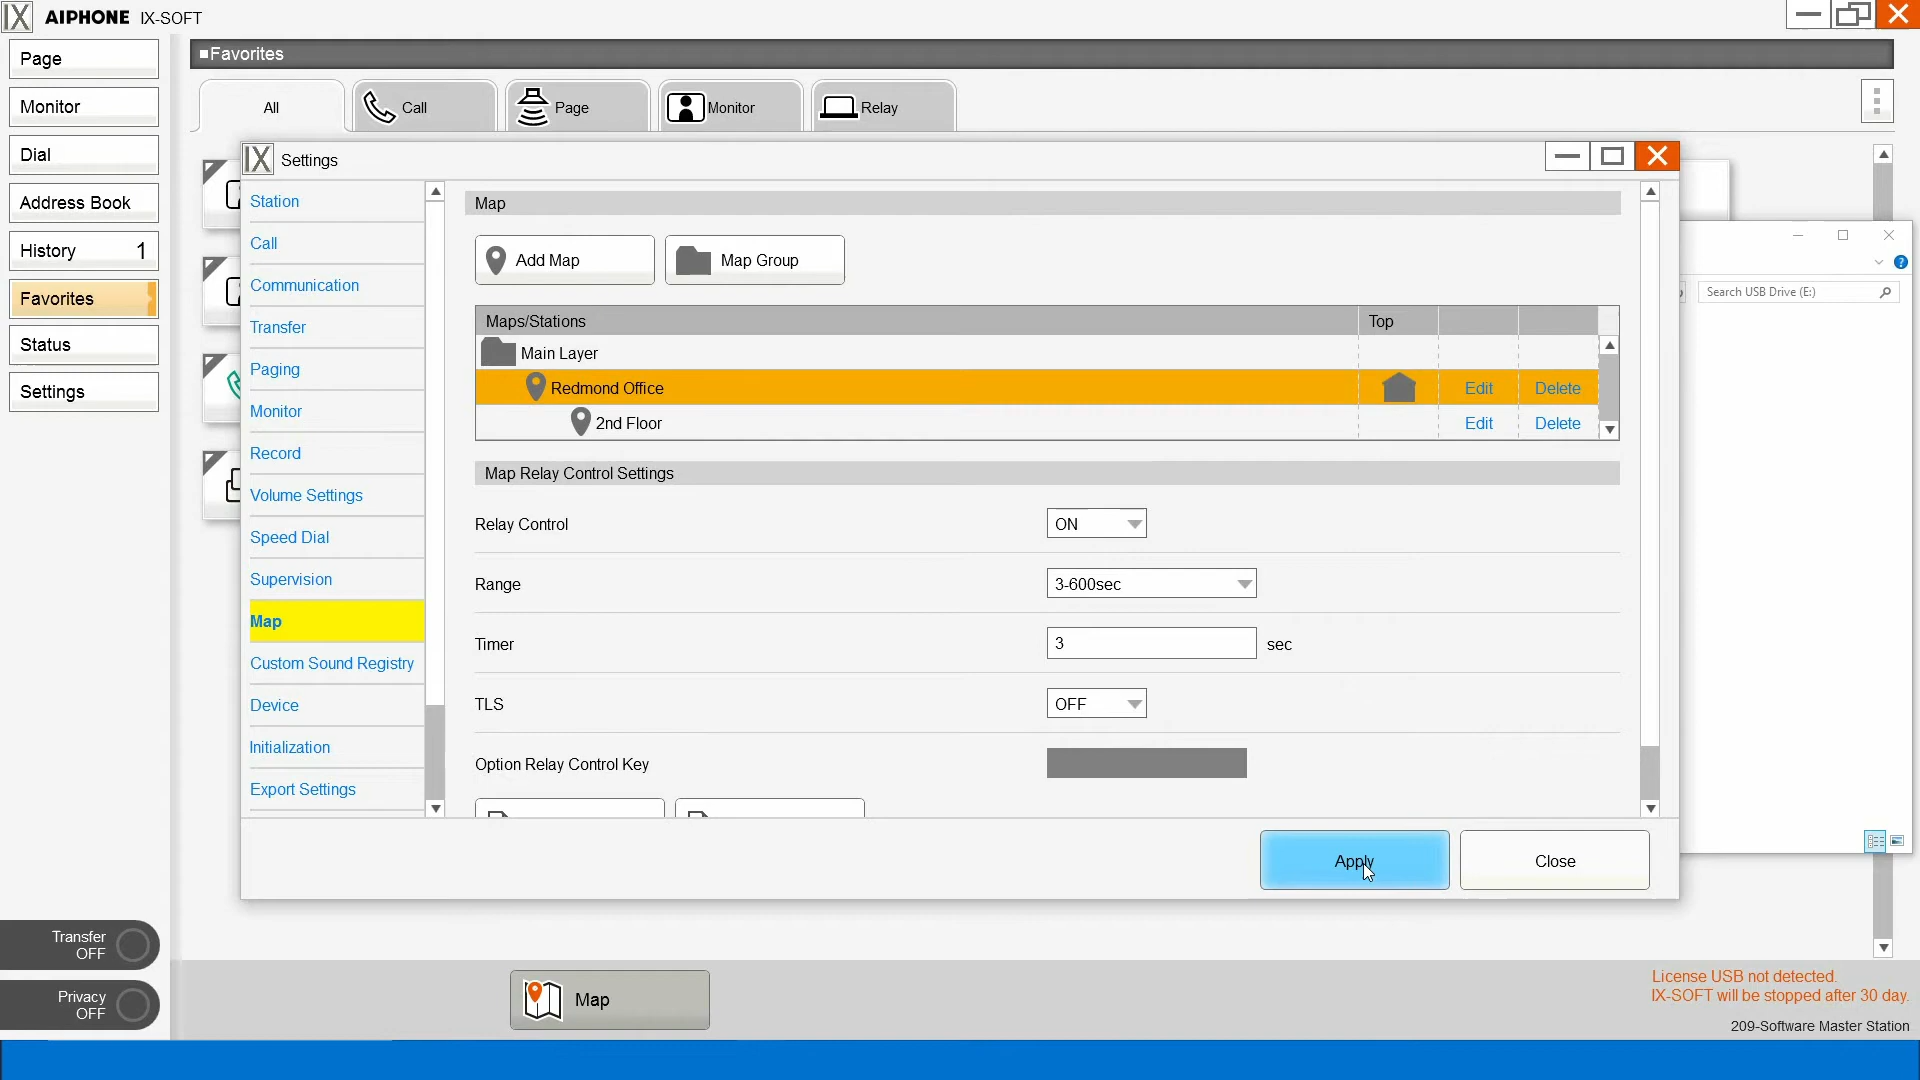 IX AIPHONE IX-SOFT
Page
Monitor
Dial
Address Book
History 1
Favorites
Status
Settings
Transfer
OFF
Privacy
OFF
■Favorites
All
Call
Page
Monitor
Relay
IX Settings
Station
Call
Communication
Transfer
Paging
Monitor
Record
Volume Settings
Speed Dial
Supervision
Map
Custom Sound Registry
Device
Initialization
Export Settings
Map
Add Map
Map Group
Maps/Stations Top
Main Layer
Redmond Office Edit Delete
2nd Floor Edit Delete
Map Relay Control Settings
Relay Control ON
Range 3-600sec
Timer 3 sec
TLS OFF
Option Relay Control Key
Apply
Close
Search USB Drive (E:)
Map
License USB not detected.
IX-SOFT will be stopped after 30 day.
209-Software Master Station